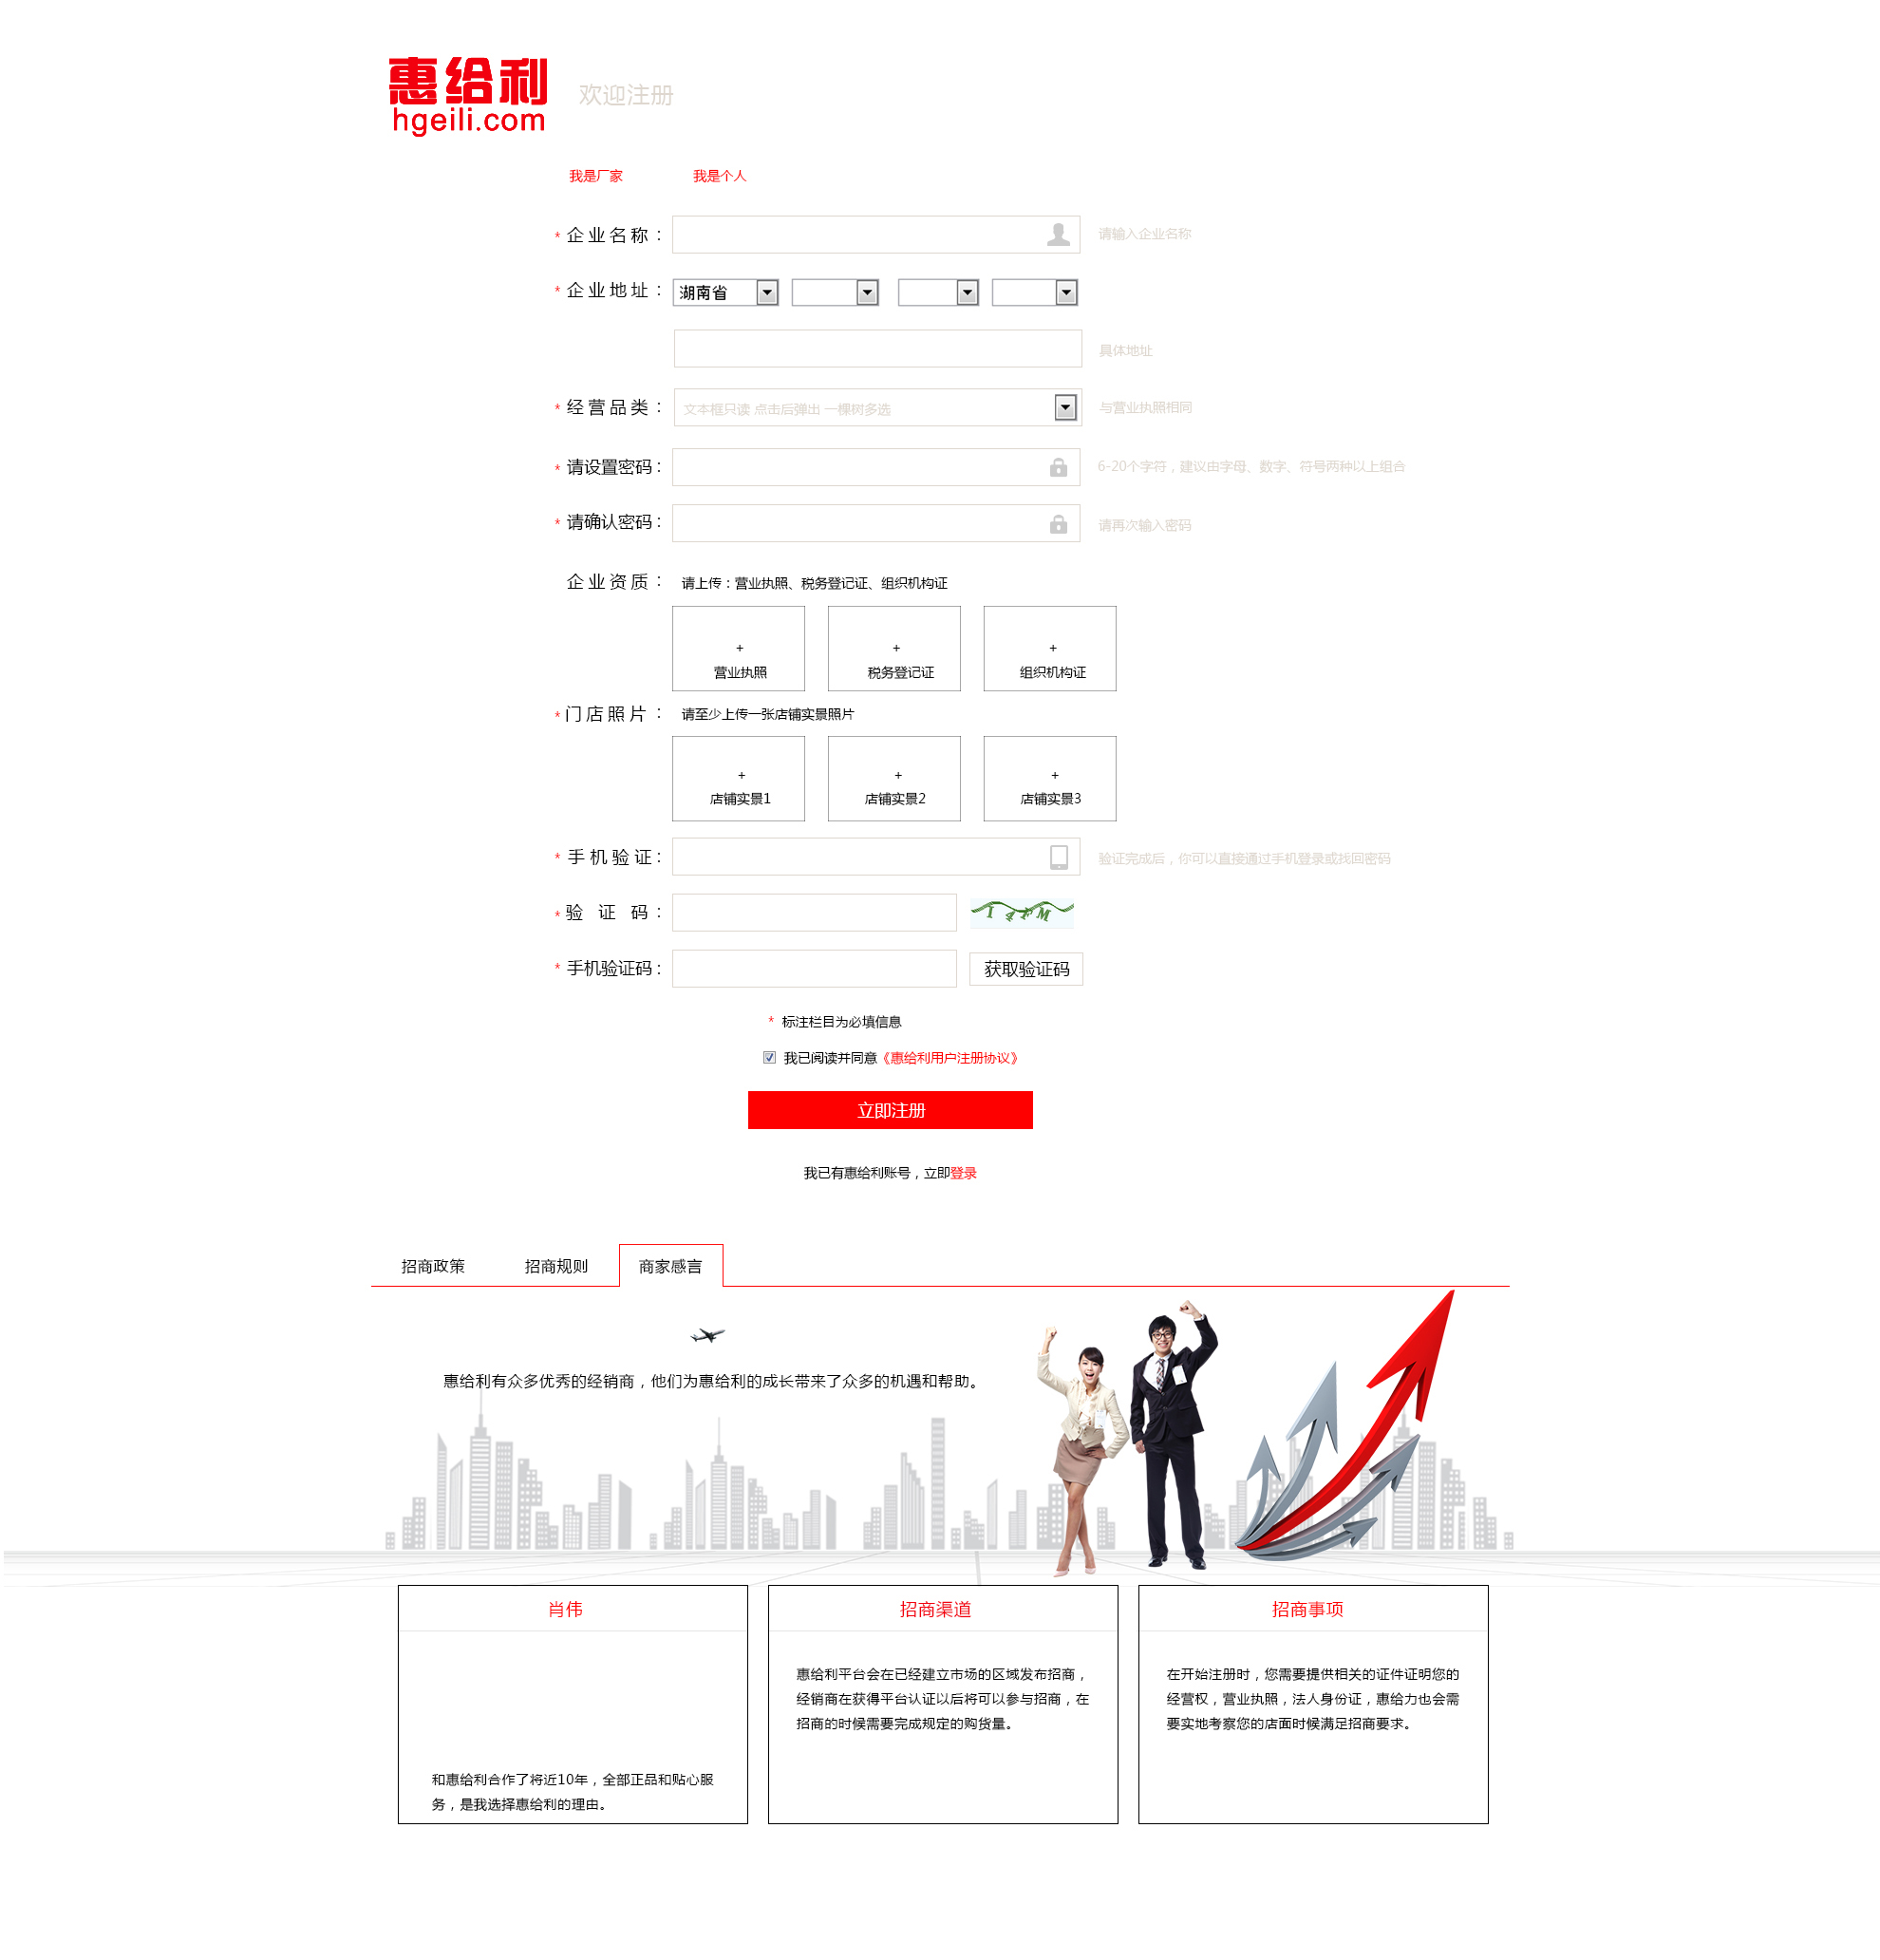 惠给利
hgeili.com
欢迎注册
我是厂家 我是个人
* 企业名称： 请输入企业名称
* 企业地址： 湖南省
具体地址
* 经营品类： 文本框只读 点击后弹出 一棵树多选 与营业执照相同
* 请设置密码： 6-20个字符，建议由字母、数字、符号两种以上组合
* 请确认密码： 请再次输入密码
企业资质： 请上传：营业执照、税务登记证、组织机构证
+ + +
营业执照 税务登记证 组织机构证
* 门店照片： 请至少上传一张店铺实景照片
+ + +
店铺实景1 店铺实景2 店铺实景3
* 手机验证： 验证完成后，你可以直接通过手机登录或找回密码
* 验证码：
* 手机验证码： 获取验证码
* 标注栏目为必填信息
我已阅读并同意《惠给利用户注册协议》
立即注册
我已有惠给利账号，立即登录
招商政策 招商规则 商家感言
惠给利有众多优秀的经销商，他们为惠给利的成长带来了众多的机遇和帮助。
肖伟
和惠给利合作了将近10年，全部正品和贴心服
务，是我选择惠给利的理由。
招商渠道
惠给利平台会在已经建立市场的区域发布招商，
经销商在获得平台认证以后将可以参与招商，在
招商的时候需要完成规定的购货量。
招商事项
在开始注册时，您需要提供相关的证件证明您的
经营权，营业执照，法人身份证，惠给力也会需
要实地考察您的店面时候满足招商要求。